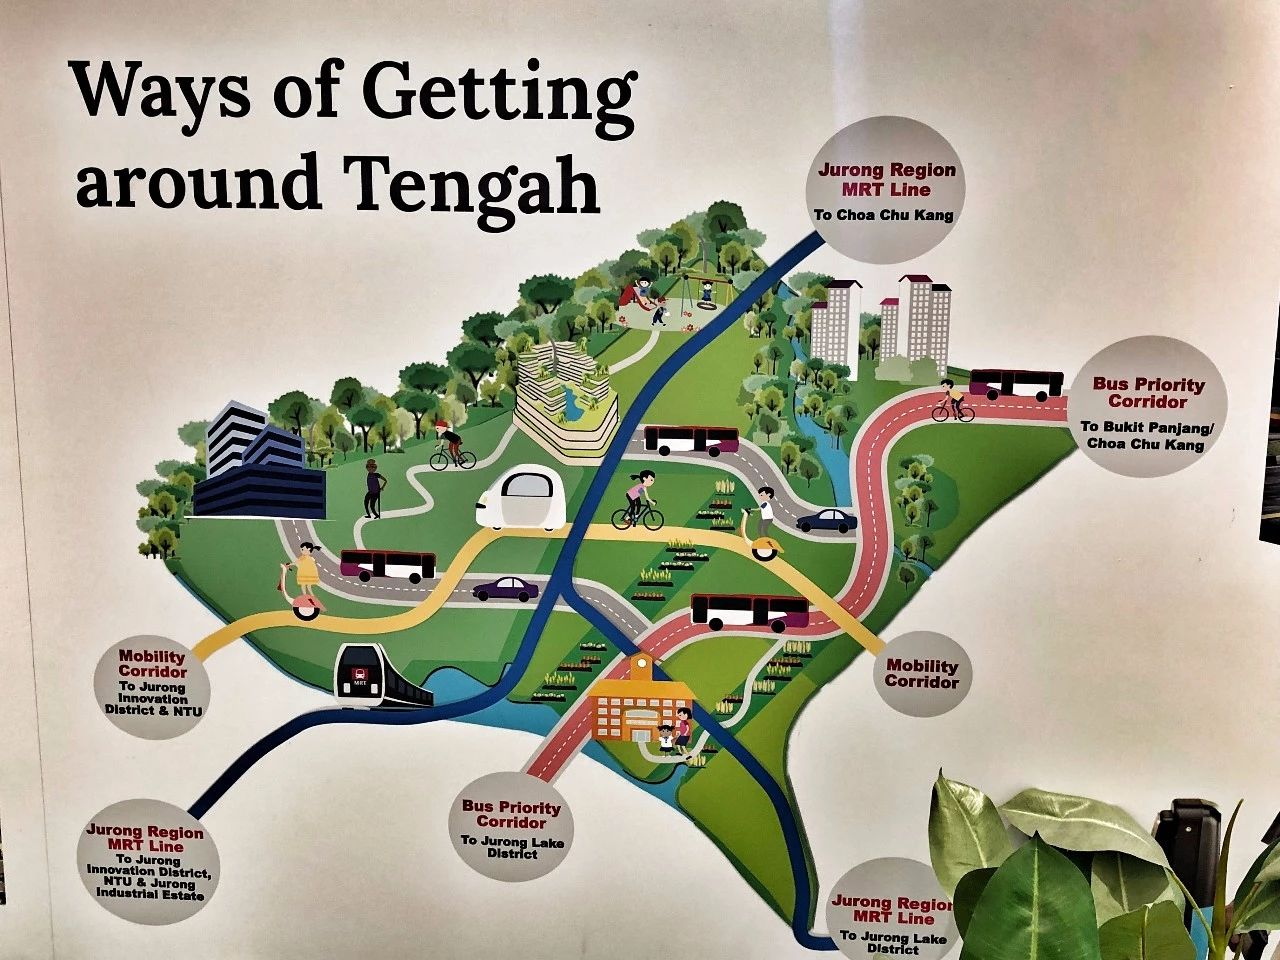 Ways of Getting
around Tengah
Jurong Region
MRT Line
To Choa Chu Kang
Bus Priority
Corridor
To Bukit Panjang/
Choa Chu Kang
Mobility
Corridor
To Jurong
Innovation
District & NTU
MRT
Mobility
Corridor
Jurong Region
MRT Line
To Jurong
Innovation District,
NTU & Jurong
Industrial Estate
Bus Priority
Corridor
To Jurong Lake
District
Jurong Region
MRT Line
To Jurong Lake
District